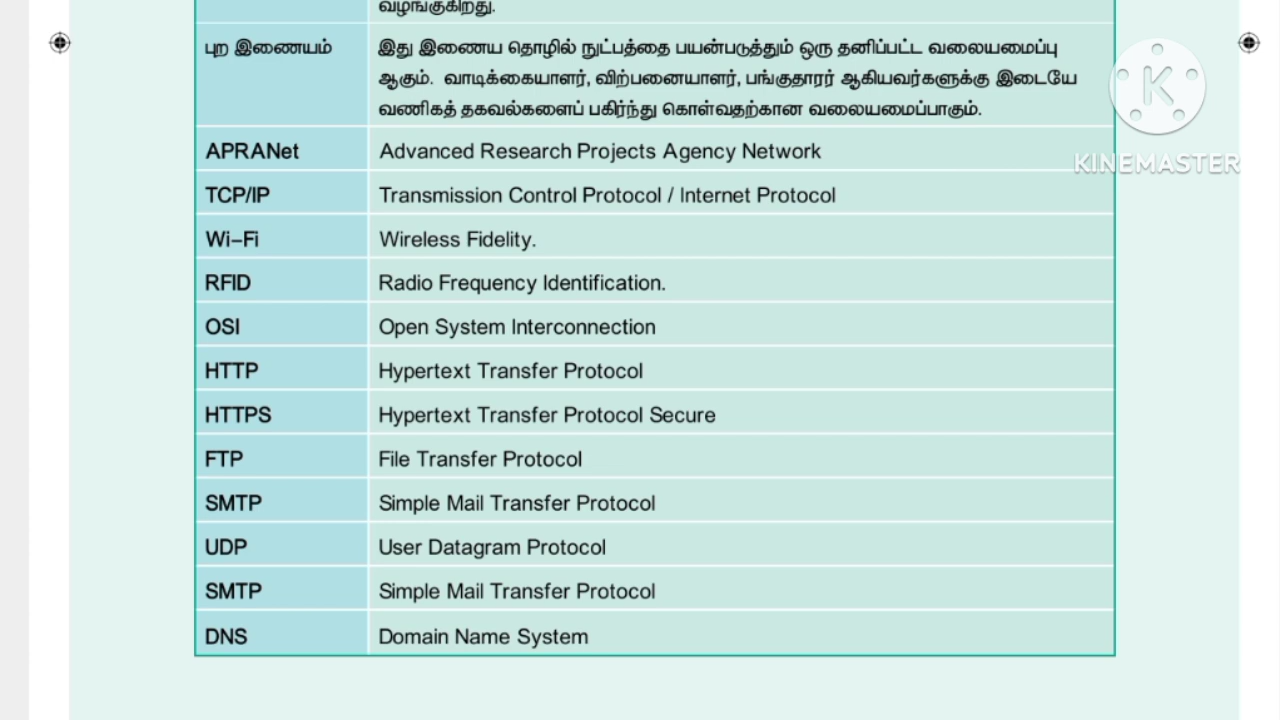 வழங்குகிறது.
புற இணையம் இது இணைய தொழில் நுட்பத்தை பயன்படுத்தும் ஒரு தனிப்பட்ட வலையமைப்பு
ஆகும். வாடிக்கையாளர், விற்பனையாளர், பங்குதாரர் ஆகியவர்களுக்கு இடையே
வணிகத் தகவல்களைப் பகிர்ந்து கொள்வதற்கான வலையமைப்பாகும்.
APRANet Advanced Research Projects Agency Network
KINEMASTER
TCP/IP Transmission Control Protocol / Internet Protocol
Wi–Fi Wireless Fidelity.
RFID Radio Frequency Identification.
OSI Open System Interconnection
HTTP Hypertext Transfer Protocol
HTTPS Hypertext Transfer Protocol Secure
FTP File Transfer Protocol
SMTP Simple Mail Transfer Protocol
UDP User Datagram Protocol
SMTP Simple Mail Transfer Protocol
DNS Domain Name System